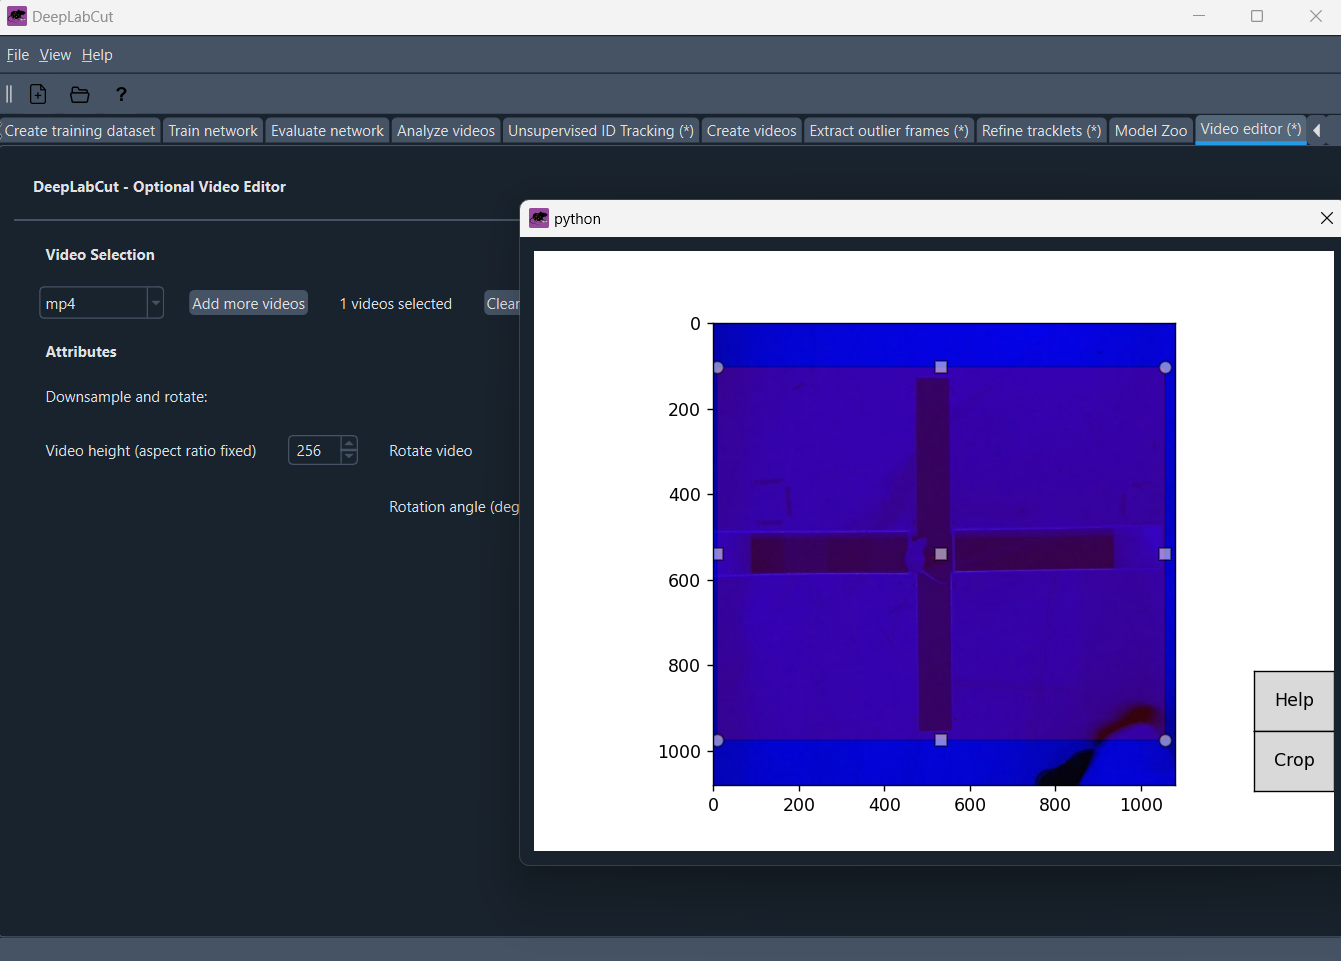 DeepLabCut
File View Help
?
Create training dataset Train network Evaluate network Analyze videos Unsupervised ID Tracking (*) Create videos Extract outlier frames (*) Refine tracklets (*) Model Zoo Video editor (*)
DeepLabCut - Optional Video Editor
python
Video Selection
mp4 Add more videos 1 videos selected Clear
Attributes
Downsample and rotate:
Video height (aspect ratio fixed) 256 Rotate video
Rotation angle (deg
0
200
400
600
800
1000
0 200 400 600 800 1000
Help
Crop